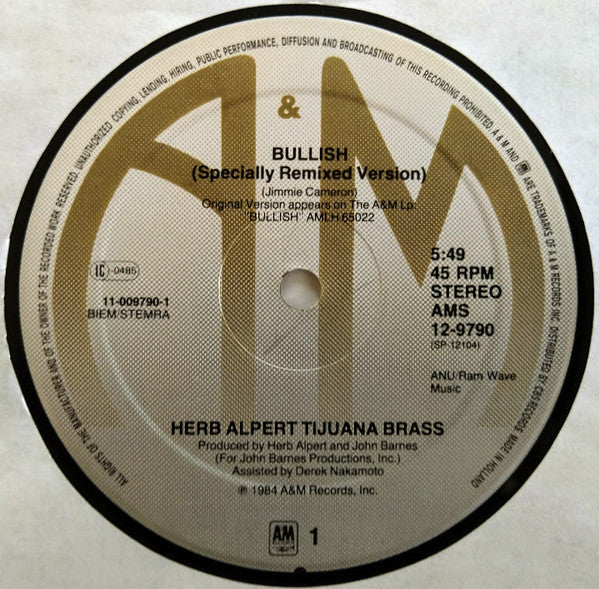 ALL RIGHTS OF THE MANUFACTURER AND OF THE OWNER OF THE RECORDED WORK RESERVED. UNAUTHORIZED COPYING, LENDING, HIRING, PUBLIC PERFORMANCE, DIFFUSION AND BROADCASTING OF THIS RECORDING PROHIBITED. A & M AND A&M ARE TRADEMARKS OF A & M RECORDS INC. DISTRIBUTED BY CBS RECORDS. MADE IN HOLLAND
A & M
BULLISH
(Specially Remixed Version)
(Jimmie Cameron)
Original Version appears on The A&M Lp:
"BULLISH" AMLH 65022
LC -0485
11-009790-1
BIEM/STEMRA
5:49
45 RPM
STEREO
AMS
12-9790
(SP-12104)
ANU/Ram Wave
Music
HERB ALPERT TIJUANA BRASS
Produced by Herb Alpert and John Barnes
(For John Barnes Productions, Inc.)
Assisted by Derek Nakamoto
℗ 1984 A&M Records, Inc.
A&M 1